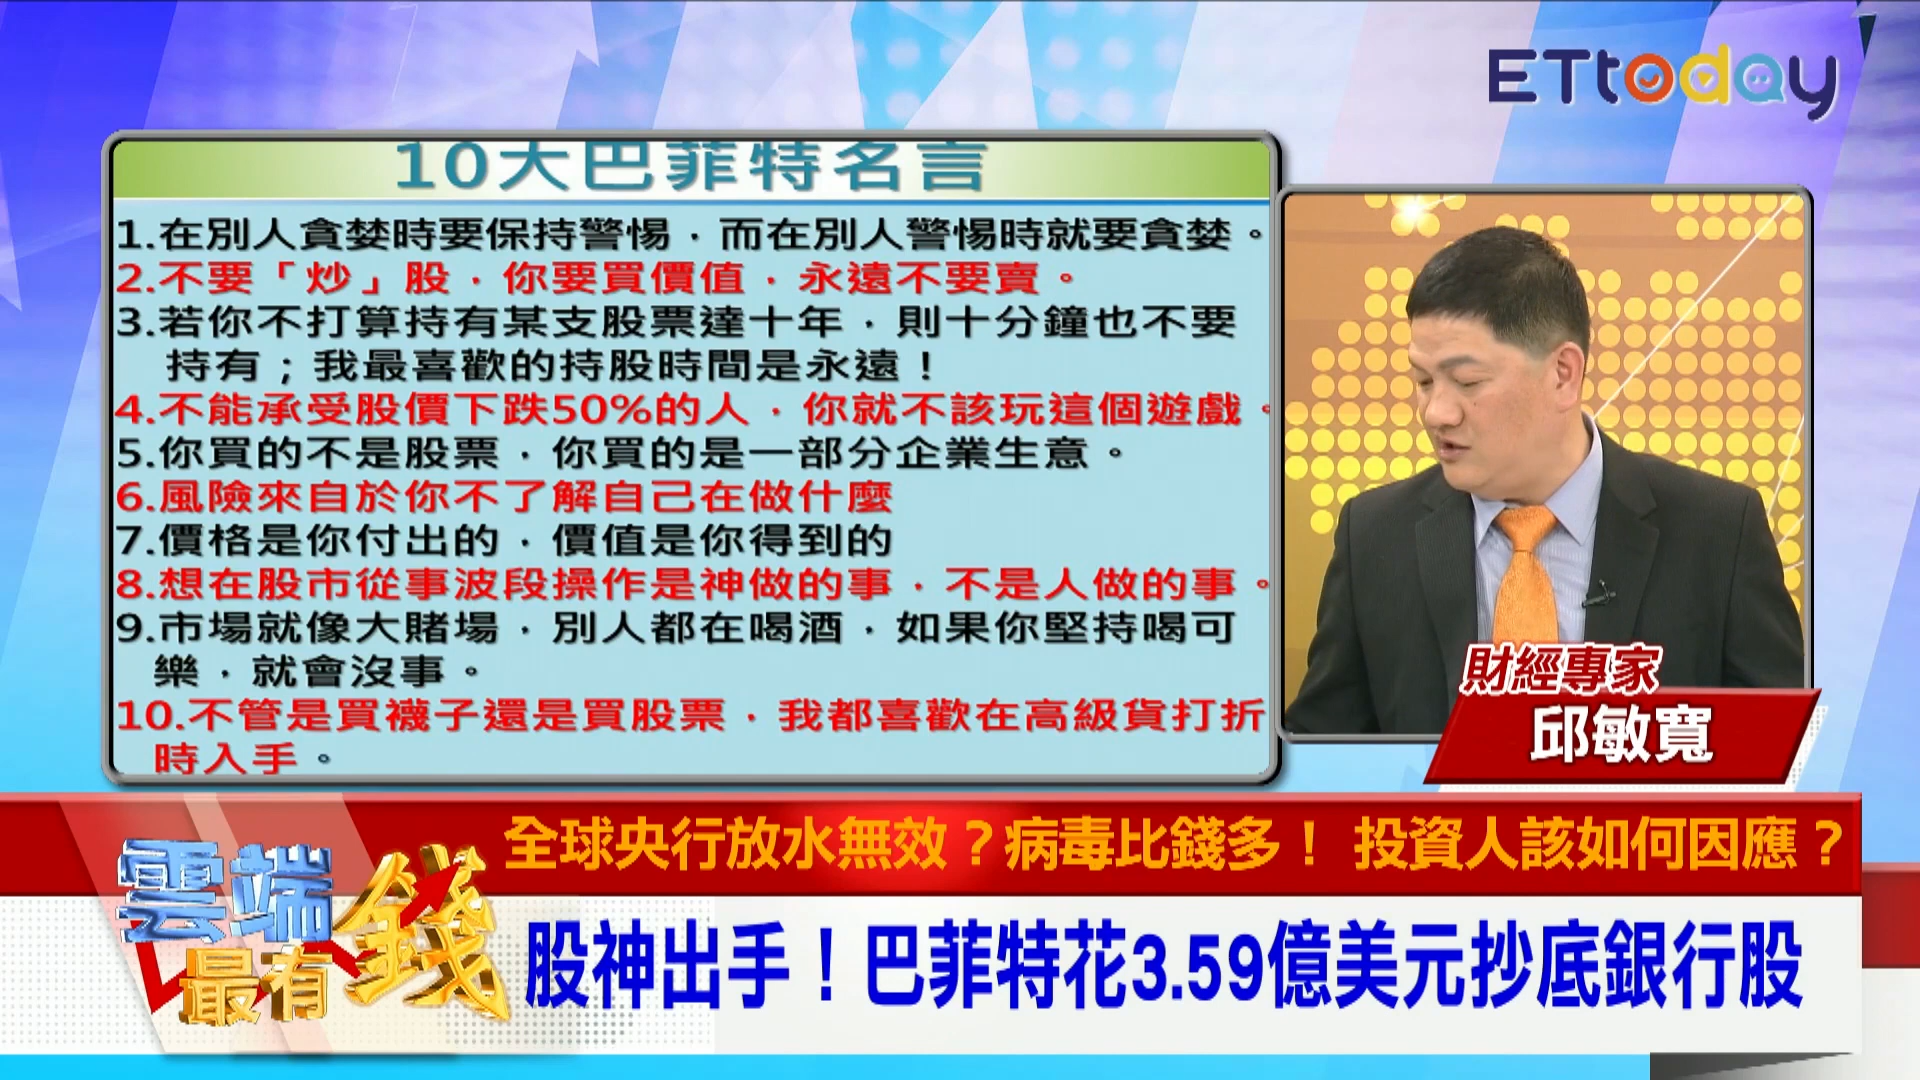 ETtoday
10大巴菲特名言
1.在別人貪婪時要保持警惕，而在別人警惕時就要貪婪。
2.不要「炒」股，你要買價值，永遠不要賣。
3.若你不打算持有某支股票達十年，則十分鐘也不要
持有；我最喜歡的持股時間是永遠！
4.不能承受股價下跌50%的人，你就不該玩這個遊戲。
5.你買的不是股票，你買的是一部分企業生意。
6.風險來自於你不了解自己在做什麼
7.價格是你付出的，價值是你得到的
8.想在股市從事波段操作是神做的事，不是人做的事。
9.市場就像大賭場，別人都在喝酒，如果你堅持喝可
樂，就會沒事。
10.不管是買襪子還是買股票，我都喜歡在高級貨打折
時入手。
財經專家
邱敏寬
全球央行放水無效？病毒比錢多！ 投資人該如何因應？
雲端最有錢
股神出手！巴菲特花3.59億美元抄底銀行股